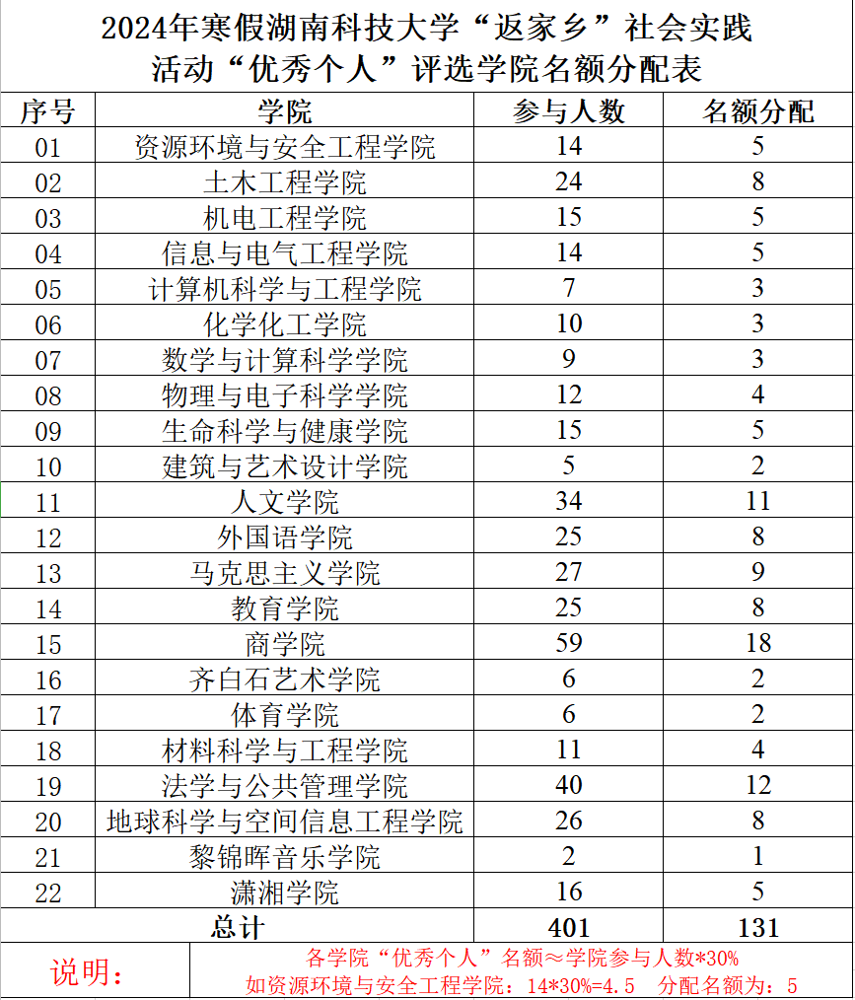 2024年寒假湖南科技大学“返家乡”社会实践
活动“优秀个人”评选学院名额分配表
序号 学院 参与人数 名额分配
01 资源环境与安全工程学院 14 5
02 土木工程学院 24 8
03 机电工程学院 15 5
04 信息与电气工程学院 14 5
05 计算机科学与工程学院 7 3
06 化学化工学院 10 3
07 数学与计算科学学院 9 3
08 物理与电子科学学院 12 4
09 生命科学与健康学院 15 5
10 建筑与艺术设计学院 5 2
11 人文学院 34 11
12 外国语学院 25 8
13 马克思主义学院 27 9
14 教育学院 25 8
15 商学院 59 18
16 齐白石艺术学院 6 2
17 体育学院 6 2
18 材料科学与工程学院 11 4
19 法学与公共管理学院 40 12
20 地球科学与空间信息工程学院 26 8
21 黎锦晖音乐学院 2 1
22 潇湘学院 16 5
总计 401 131
说明：
各学院“优秀个人”名额≈学院参与人数*30%
如资源环境与安全工程学院：14*30%=4.5 分配名额为：5